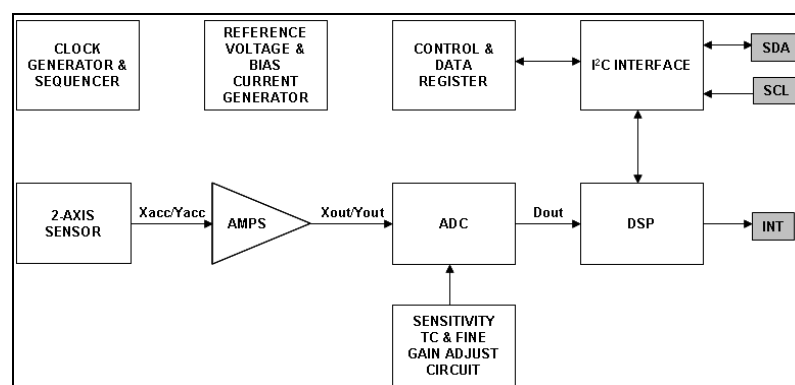 CLOCK
GENERATOR &
SEQUENCER
REFERENCE
VOLTAGE &
BIAS
CURRENT
GENERATOR
CONTROL &
DATA
REGISTER
I²C INTERFACE
SDA
SCL
2-AXIS
SENSOR
Xacc/Yacc
AMPS
Xout/Yout
ADC
Dout
DSP
INT
SENSITIVITY
TC & FINE
GAIN ADJUST
CIRCUIT